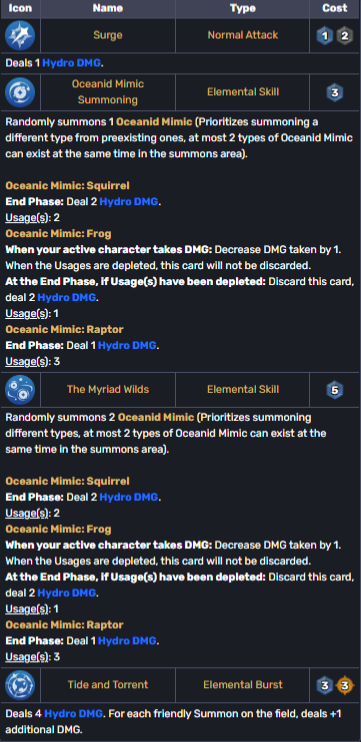 Icon Name Type Cost
Surge Normal Attack 1 2
Deals 1 Hydro DMG.
Oceanid Mimic
Summoning Elemental Skill 3
Randomly summons 1 Oceanid Mimic (Prioritizes summoning a
different type from preexisting ones, at most 2 types of Oceanid Mimic
can exist at the same time in the summons area).
Oceanic Mimic: Squirrel
End Phase: Deal 2 Hydro DMG.
Usage(s): 2
Oceanic Mimic: Frog
When your active character takes DMG: Decrease DMG taken by 1.
When the Usages are depleted, this card will not be discarded.
At the End Phase, if Usage(s) have been depleted: Discard this card,
deal 2 Hydro DMG.
Usage(s): 1
Oceanic Mimic: Raptor
End Phase: Deal 1 Hydro DMG.
Usage(s): 3
The Myriad Wilds Elemental Skill 5
Randomly summons 2 Oceanid Mimic (Prioritizes summoning
different types, at most 2 types of Oceanid Mimic can exist at the
same time in the summons area).
Oceanic Mimic: Squirrel
End Phase: Deal 2 Hydro DMG.
Usage(s): 2
Oceanic Mimic: Frog
When your active character takes DMG: Decrease DMG taken by 1.
When the Usages are depleted, this card will not be discarded.
At the End Phase, if Usage(s) have been depleted: Discard this card,
deal 2 Hydro DMG.
Usage(s): 1
Oceanic Mimic: Raptor
End Phase: Deal 1 Hydro DMG.
Usage(s): 3
Tide and Torrent Elemental Burst 3 3
Deals 4 Hydro DMG. For each friendly Summon on the field, deals +1
additional DMG.